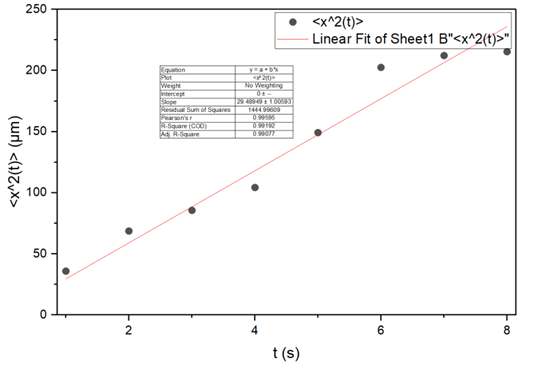 <x^2(t)>
Linear Fit of Sheet1 B"<x^2(t)>"
Equation y = a + b*x
Plot <x^2(t)>
Weight No Weighting
Intercept 0 ± --
Slope 29.48949 ± 1.00593
Residual Sum of Squares 1444.99609
Pearson's r 0.99595
R-Square (COD) 0.99192
Adj. R-Square 0.99077
250
200
150
100
50
0
<x^2(t)> (μm)
2 4 6 8
t (s)